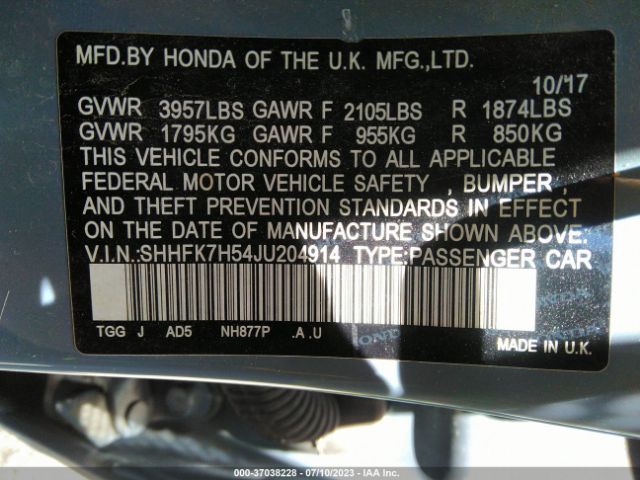 MFD.BY HONDA OF THE U.K. MFG.,LTD.
10/17
GVWR 3957LBS GAWR F 2105LBS R 1874LBS
GVWR 1795KG GAWR F 955KG R 850KG
THIS VEHICLE CONFORMS TO ALL APPLICABLE
FEDERAL MOTOR VEHICLE SAFETY , BUMPER ,
AND THEFT PREVENTION STANDARDS IN EFFECT
ON THE DATE OF MANUFACTURE SHOWN ABOVE.
V.I.N.:SHHFK7H54JU204914 TYPE:PASSENGER CAR
TGG J AD5 NH877P .A .U
MADE IN U.K.
000-37038228 - 07/10/2023 - IAA Inc.